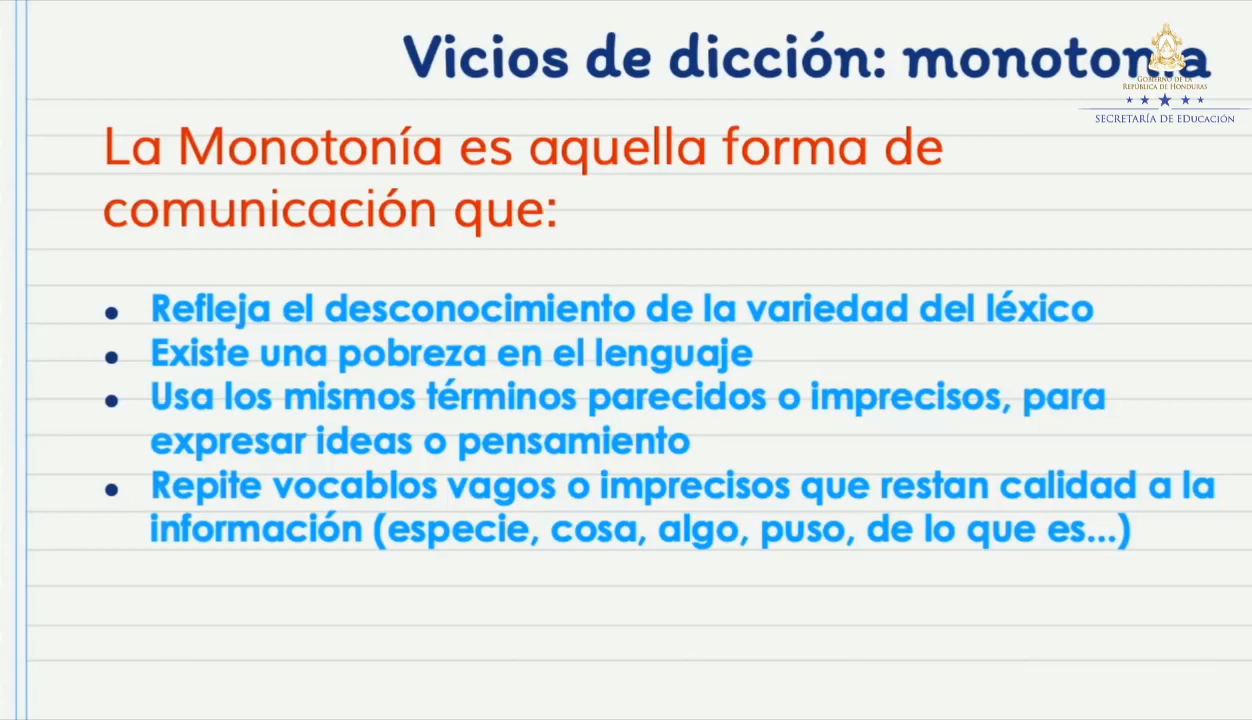 Vicios de dicción: monotonía
GOBIERNO DE LA
REPÚBLICA DE HONDURAS
SECRETARÍA DE EDUCACIÓN
La Monotonía es aquella forma de
comunicación que:
• Refleja el desconocimiento de la variedad del léxico
• Existe una pobreza en el lenguaje
• Usa los mismos términos parecidos o imprecisos, para
expresar ideas o pensamiento
• Repite vocablos vagos o imprecisos que restan calidad a la
información (especie, cosa, algo, puso, de lo que es...)